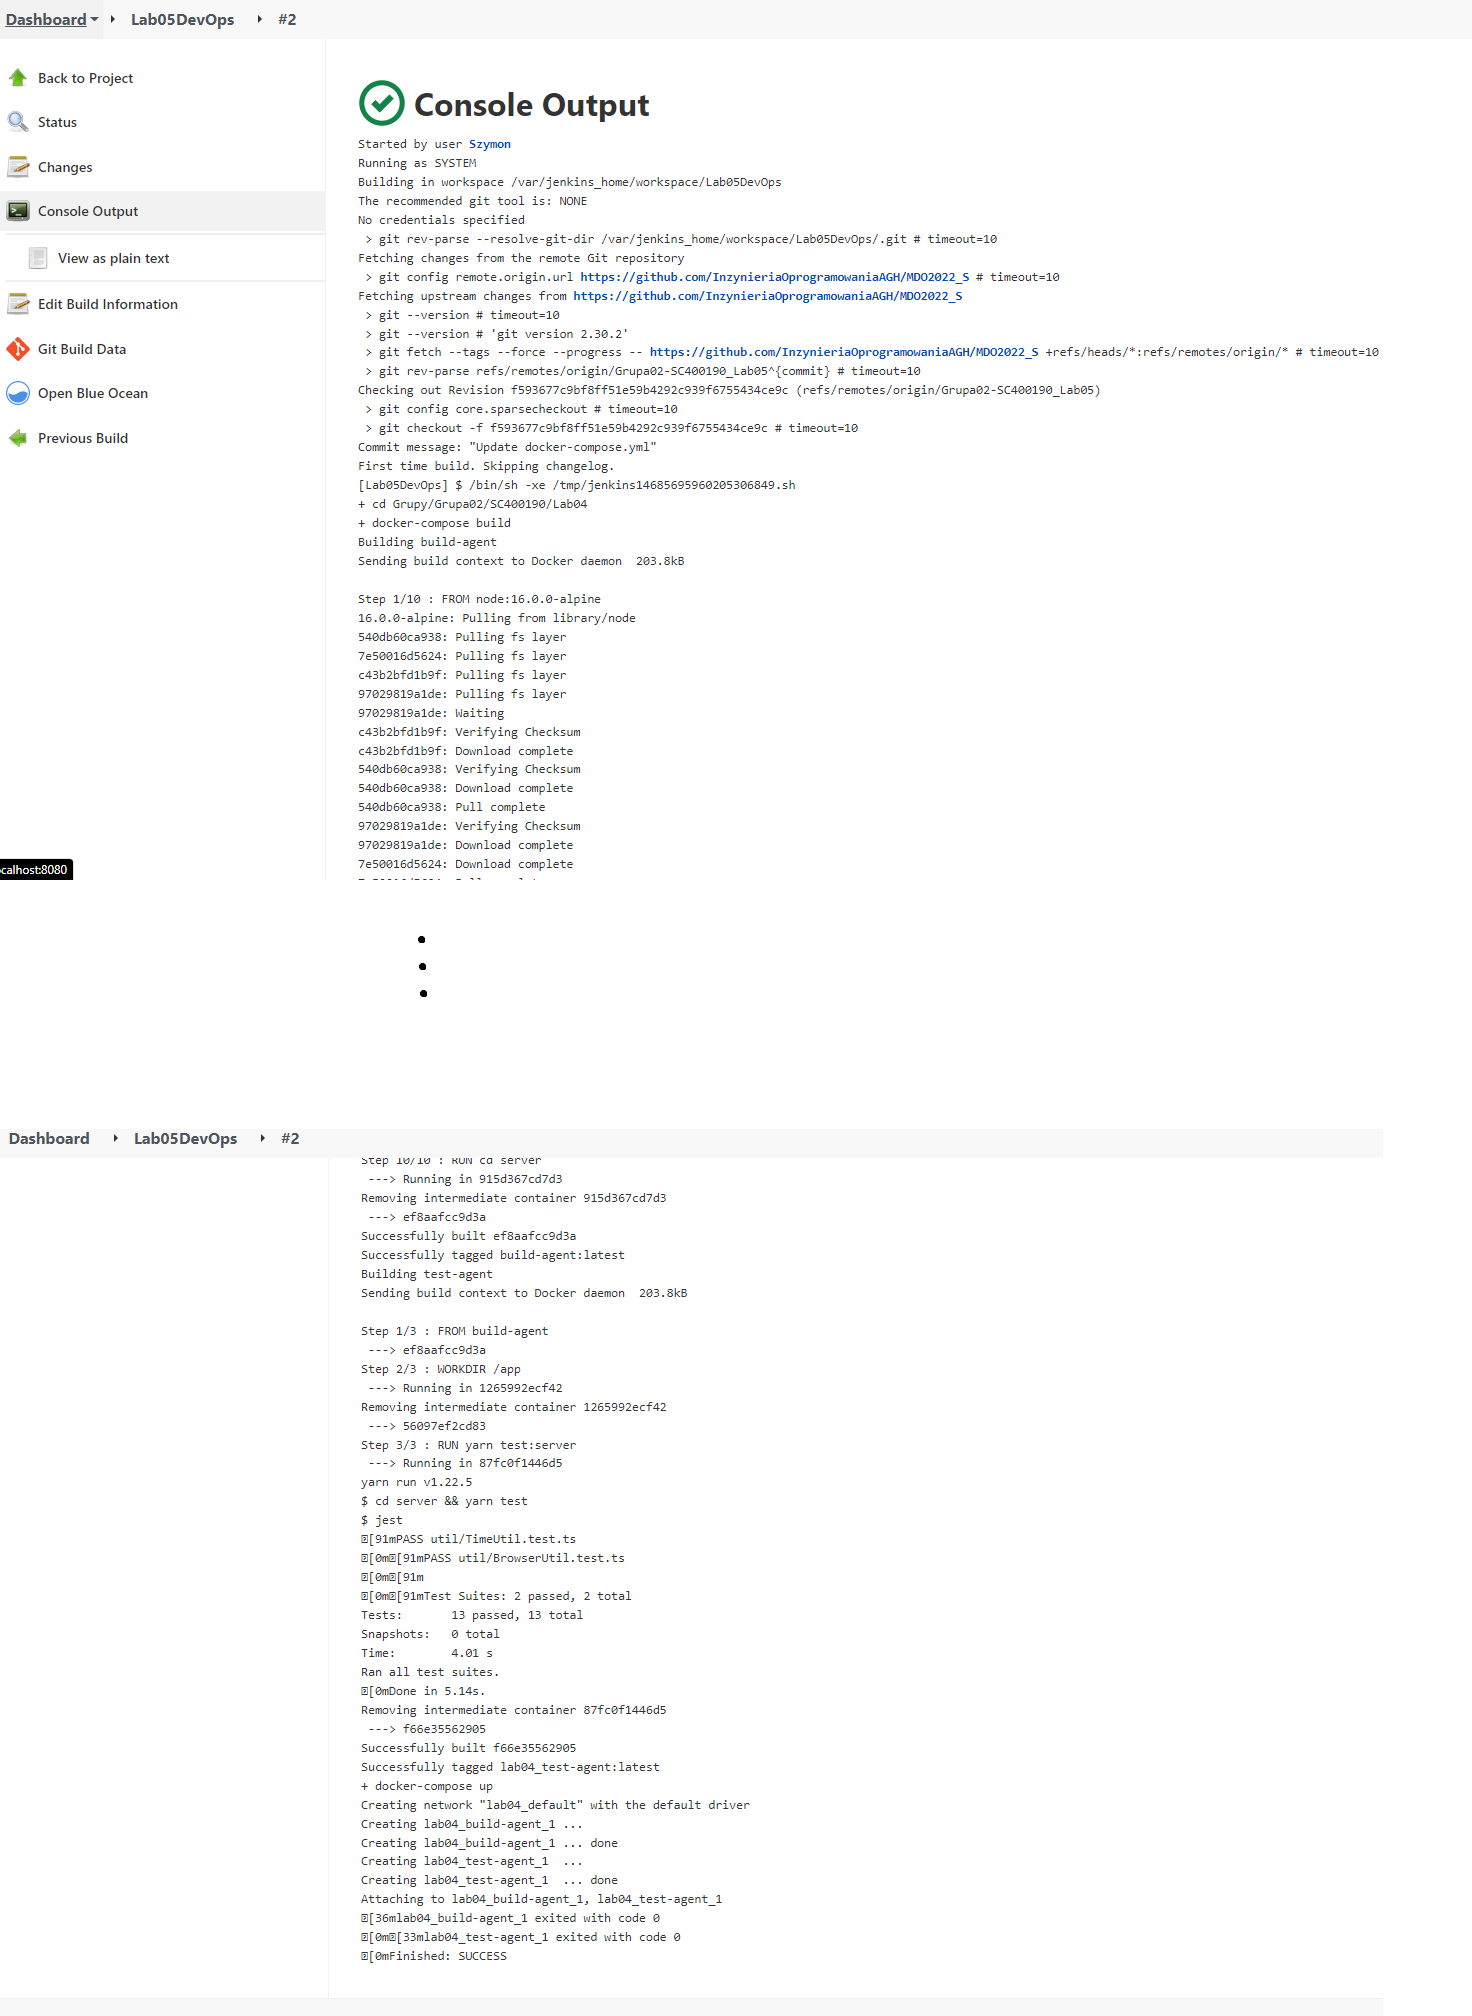 Dashboard Lab05DevOps #2
Back to Project
Status
Changes
Console Output
View as plain text
Edit Build Information
Git Build Data
Open Blue Ocean
Previous Build
Console Output
Started by user Szymon
Running as SYSTEM
Building in workspace /var/jenkins_home/workspace/Lab05DevOps
The recommended git tool is: NONE
No credentials specified
> git rev-parse --resolve-git-dir /var/jenkins_home/workspace/Lab05DevOps/.git # timeout=10
Fetching changes from the remote Git repository
> git config remote.origin.url https://github.com/InzynieriaOprogramowaniaAGH/MDO2022_S # timeout=10
Fetching upstream changes from https://github.com/InzynieriaOprogramowaniaAGH/MDO2022_S
> git --version # timeout=10
> git --version # 'git version 2.30.2'
> git fetch --tags --force --progress -- https://github.com/InzynieriaOprogramowaniaAGH/MDO2022_S +refs/heads/*:refs/remotes/origin/* # timeout=10
> git rev-parse refs/remotes/origin/Grupa02-SC400190_Lab05^{commit} # timeout=10
Checking out Revision f593677c9bf8ff51e59b4292c939f6755434ce9c (refs/remotes/origin/Grupa02-SC400190_Lab05)
> git config core.sparsecheckout # timeout=10
> git checkout -f f593677c9bf8ff51e59b4292c939f6755434ce9c # timeout=10
Commit message: "Update docker-compose.yml"
First time build. Skipping changelog.
[Lab05DevOps] $ /bin/sh -xe /tmp/jenkins14685695960205306849.sh
+ cd Grupy/Grupa02/SC400190/Lab04
+ docker-compose build
Building build-agent
Sending build context to Docker daemon  203.8kB
Step 1/10 : FROM node:16.0.0-alpine
16.0.0-alpine: Pulling from library/node
540db60ca938: Pulling fs layer
7e50016d5624: Pulling fs layer
c43b2bfd1b9f: Pulling fs layer
97029819a1de: Pulling fs layer
97029819a1de: Waiting
c43b2bfd1b9f: Verifying Checksum
c43b2bfd1b9f: Download complete
540db60ca938: Verifying Checksum
540db60ca938: Download complete
540db60ca938: Pull complete
97029819a1de: Verifying Checksum
97029819a1de: Download complete
7e50016d5624: Download complete
calhost:8080
Dashboard Lab05DevOps #2
Step 10/10 : RUN cd server
---> Running in 915d367cd7d3
Removing intermediate container 915d367cd7d3
---> ef8aafcc9d3a
Successfully built ef8aafcc9d3a
Successfully tagged build-agent:latest
Building test-agent
Sending build context to Docker daemon  203.8kB
Step 1/3 : FROM build-agent
---> ef8aafcc9d3a
Step 2/3 : WORKDIR /app
---> Running in 1265992ecf42
Removing intermediate container 1265992ecf42
---> 56097ef2cd83
Step 3/3 : RUN yarn test:server
---> Running in 87fc0f1446d5
yarn run v1.22.5
$ cd server && yarn test
$ jest
[91mPASS util/TimeUtil.test.ts
[0m[91mPASS util/BrowserUtil.test.ts
[0m[91m
[0m[91mTest Suites: 2 passed, 2 total
Tests:       13 passed, 13 total
Snapshots:   0 total
Time:        4.01 s
Ran all test suites.
[0mDone in 5.14s.
Removing intermediate container 87fc0f1446d5
---> f66e35562905
Successfully built f66e35562905
Successfully tagged lab04_test-agent:latest
+ docker-compose up
Creating network "lab04_default" with the default driver
Creating lab04_build-agent_1 ...
Creating lab04_build-agent_1 ... done
Creating lab04_test-agent_1  ...
Creating lab04_test-agent_1  ... done
Attaching to lab04_build-agent_1, lab04_test-agent_1
[36mlab04_build-agent_1 exited with code 0
[0m[33mlab04_test-agent_1 exited with code 0
[0mFinished: SUCCESS